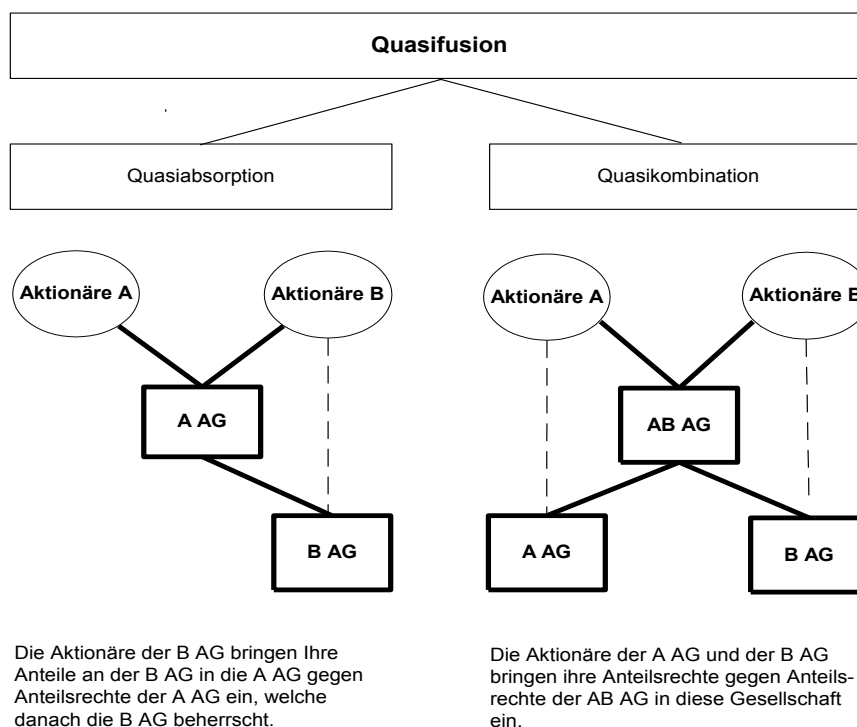 Quasifusion
Quasiabsorption
Quasikombination
Aktionäre A
Aktionäre B
A AG
B AG
Aktionäre A
Aktionäre B
AB AG
A AG
B AG
Die Aktionäre der B AG bringen Ihre
Anteile an der B AG in die A AG gegen
Anteilsrechte der A AG ein, welche
danach die B AG beherrscht.
Die Aktionäre der A AG und der B AG
bringen ihre Anteilsrechte gegen Anteils-
rechte der AB AG in diese Gesellschaft
ein.